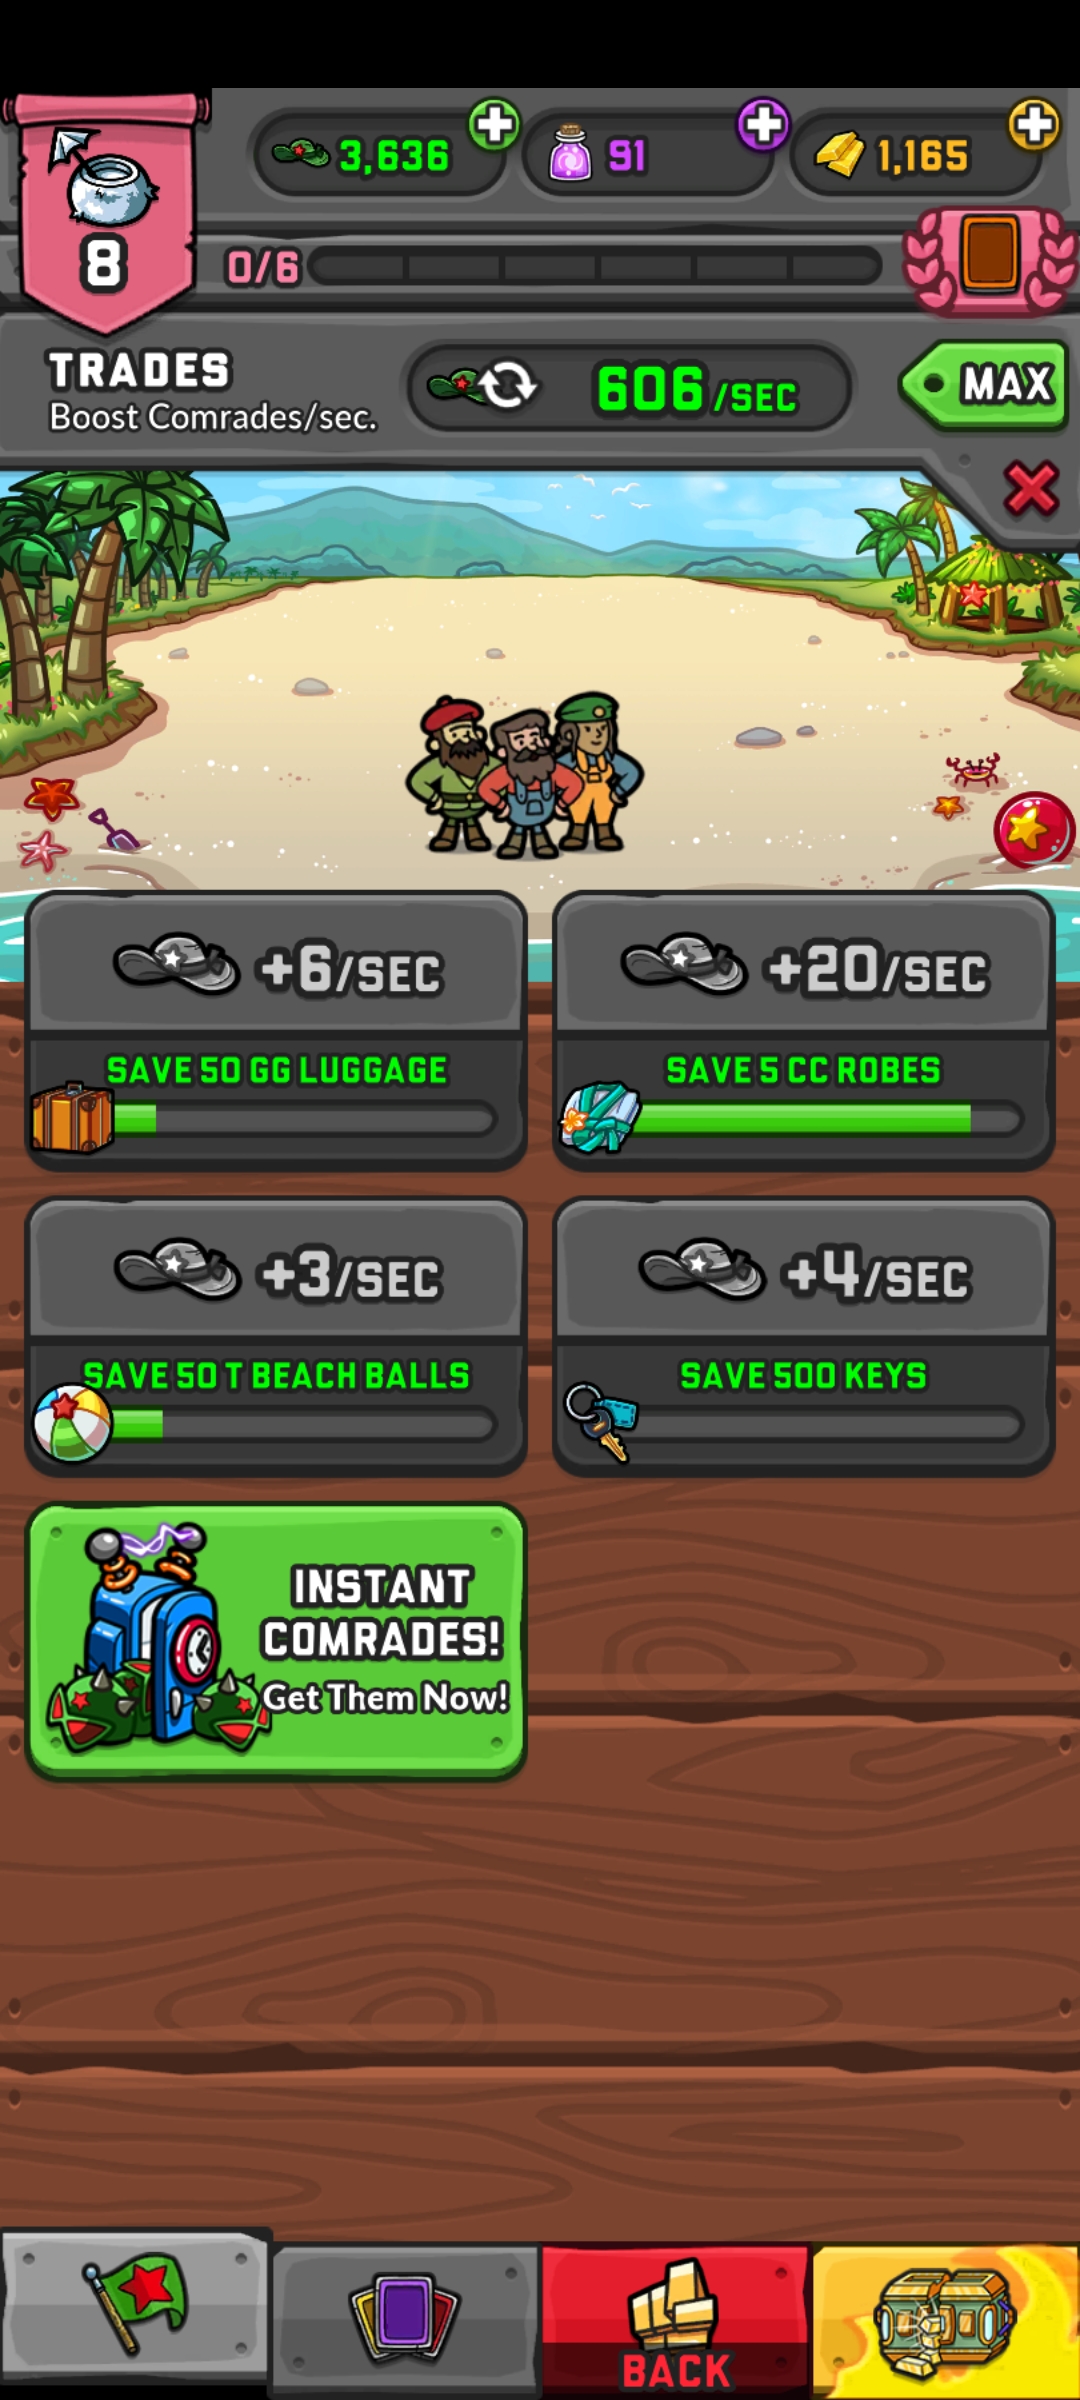 3,636
91
1,165
8
0/6
TRADES
Boost Comrades/sec.
606/SEC
MAX
+6/SEC
+20/SEC
SAVE 50 GG LUGGAGE
SAVE 5 CC ROBES
+3/SEC
+4/SEC
SAVE 50 T BEACH BALLS
SAVE 500 KEYS
INSTANT
COMRADES!
Get Them Now!
BACK